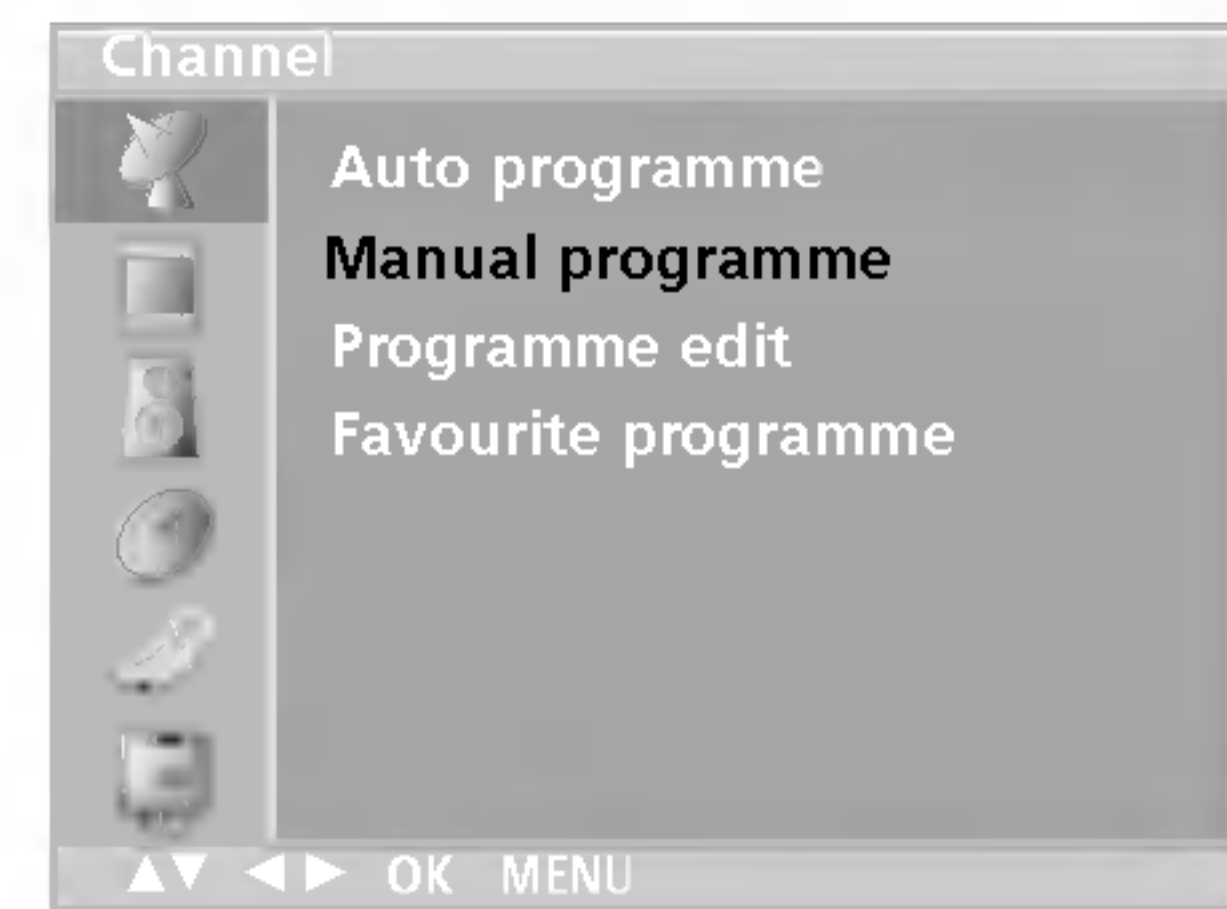 Channel
Auto programme
Manual programme
Programme edit
Favourite programme
▲▼ ◀▶ OK MENU